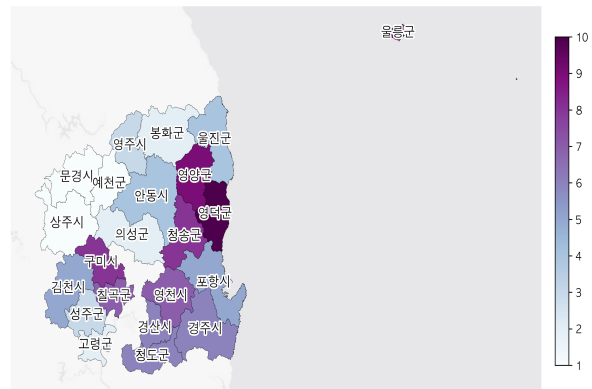 울릉군
10
9
8
7
6
5
4
3
2
1
봉화군
울진군
영주시
문경시
예천군
영양군
안동시
상주시
영덕군
의성군
청송군
구미시
김천시
칠곡군
영천시
포항시
성주군
경산시
경주시
고령군
청도군